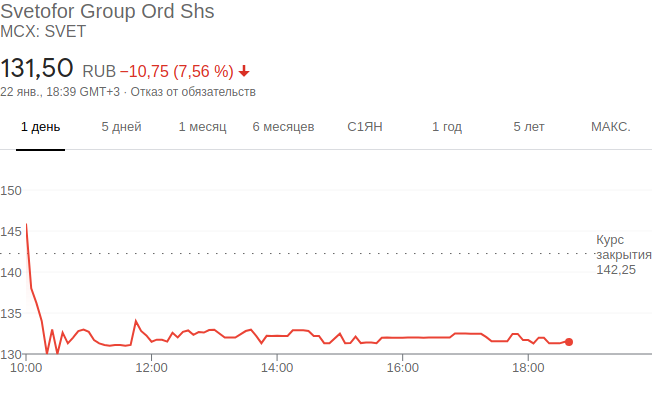 Svetofor Group Ord Shs
MCX: SVET
131,50 RUB −10,75 (7,56 %)
22 янв., 18:39 GMT+3 · Отказ от обязательств
1 день 5 дней 1 месяц 6 месяцев С1ЯН 1 год 5 лет МАКС.
150
145
140
135
130
Курс
закрытия
142,25
10:00 12:00 14:00 16:00 18:00